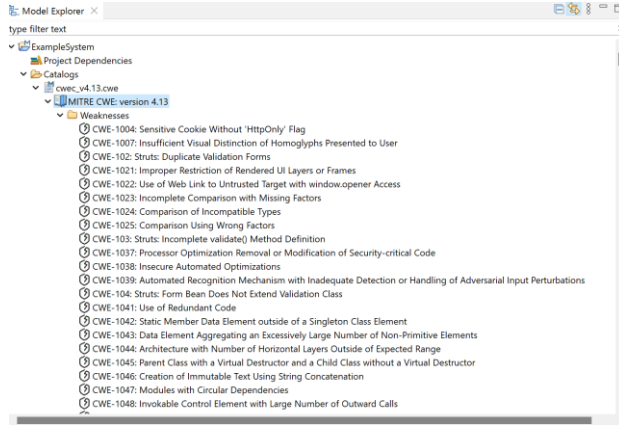 Model Explorer
type filter text
ExampleSystem
Project Dependencies
Catalogs
cwec_v4.13.cwe
MITRE CWE: version 4.13
Weaknesses
CWE-1004: Sensitive Cookie Without 'HttpOnly' Flag
CWE-1007: Insufficient Visual Distinction of Homoglyphs Presented to User
CWE-102: Struts: Duplicate Validation Forms
CWE-1021: Improper Restriction of Rendered UI Layers or Frames
CWE-1022: Use of Web Link to Untrusted Target with window.opener Access
CWE-1023: Incomplete Comparison with Missing Factors
CWE-1024: Comparison of Incompatible Types
CWE-1025: Comparison Using Wrong Factors
CWE-103: Struts: Incomplete validate() Method Definition
CWE-1037: Processor Optimization Removal or Modification of Security-critical Code
CWE-1038: Insecure Automated Optimizations
CWE-1039: Automated Recognition Mechanism with Inadequate Detection or Handling of Adversarial Input Perturbations
CWE-104: Struts: Form Bean Does Not Extend Validation Class
CWE-1041: Use of Redundant Code
CWE-1042: Static Member Data Element outside of a Singleton Class Element
CWE-1043: Data Element Aggregating an Excessively Large Number of Non-Primitive Elements
CWE-1044: Architecture with Number of Horizontal Layers Outside of Expected Range
CWE-1045: Parent Class with a Virtual Destructor and a Child Class without a Virtual Destructor
CWE-1046: Creation of Immutable Text Using String Concatenation
CWE-1047: Modules with Circular Dependencies
CWE-1048: Invokable Control Element with Large Number of Outward Calls